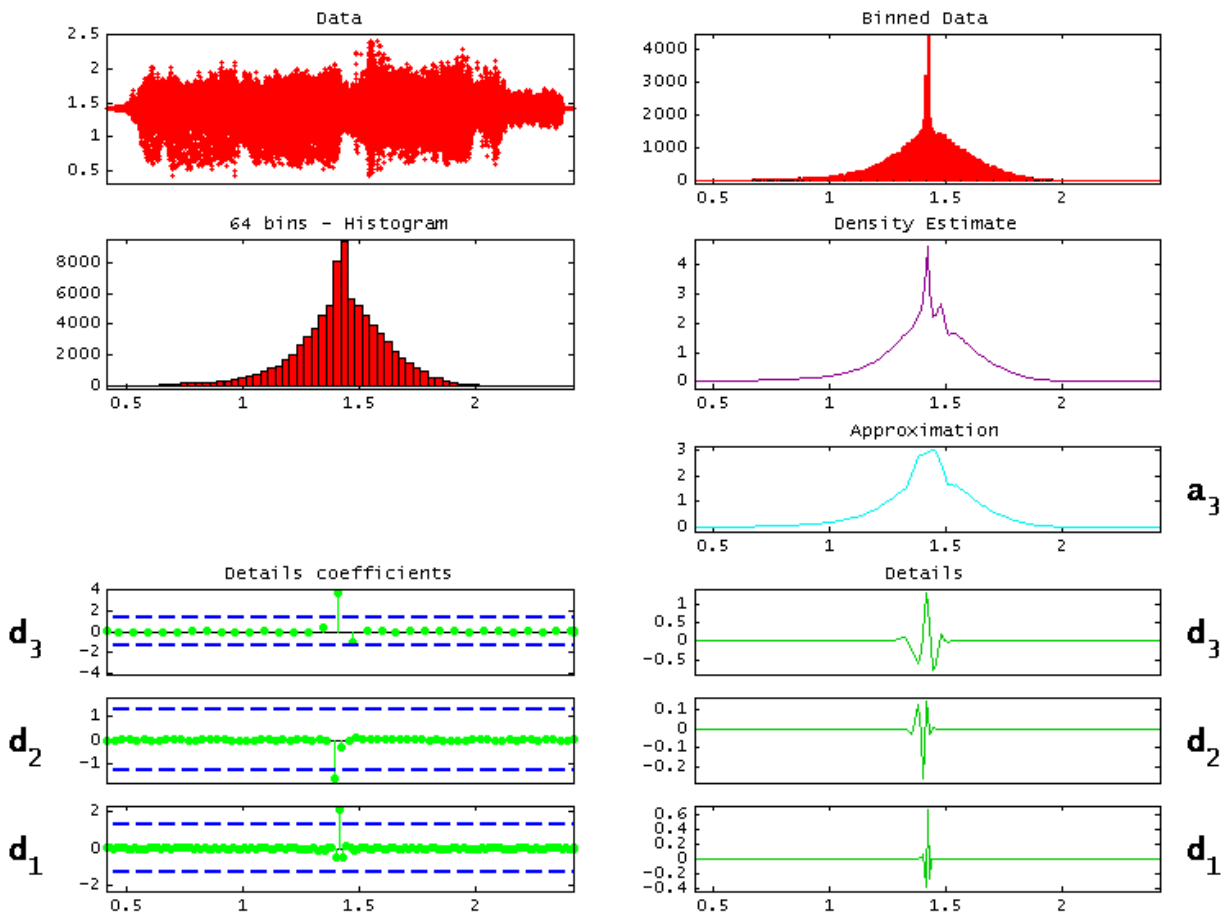 Data
2.5
2
1.5
1
0.5
Binned Data
4000
3000
2000
1000
0
0.5 1 1.5 2
64 bins - Histogram
8000
6000
4000
2000
0
0.5 1 1.5 2
Density Estimate
4
3
2
1
0
0.5 1 1.5 2
Approximation
3
2
1
0
0.5 1 1.5 2
a3
Details coefficients
d3
4
2
0
-2
-4
Details
1
0.5
0
-0.5
d3
d2
1
0
-1
0.1
0
-0.1
-0.2
d2
d1
2
0
-2
0.5 1 1.5 2
0.6
0.4
0.2
0
-0.2
-0.4
0.5 1 1.5 2
d1